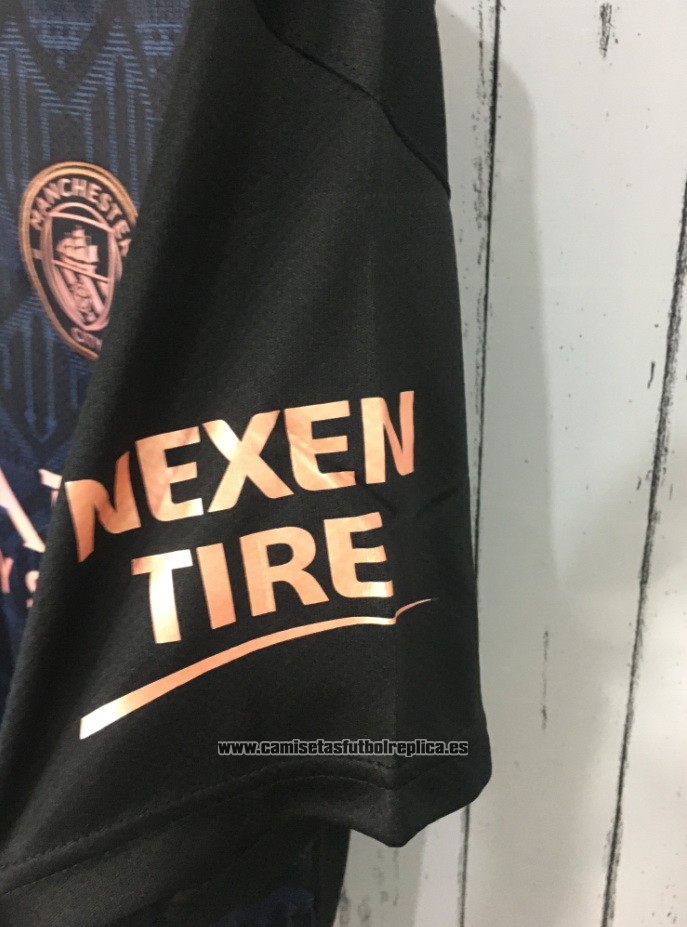 MANCHESTER
NEXEN
TIRE
www.camisetasfutbolreplica.es